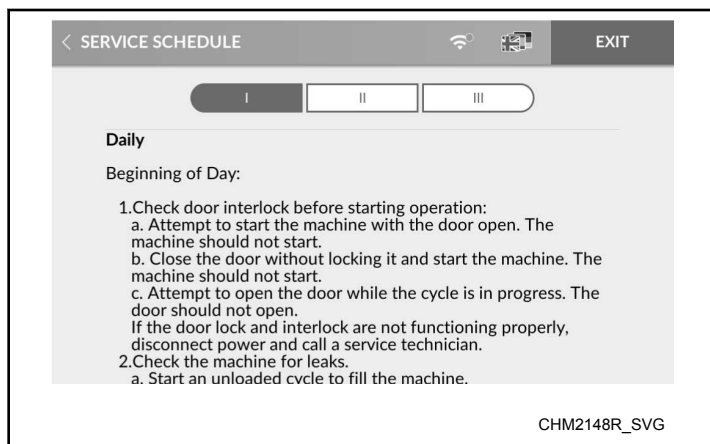 < SERVICE SCHEDULE EXIT
I II III
Daily
Beginning of Day:
1.Check door interlock before starting operation:
a. Attempt to start the machine with the door open. The
machine should not start.
b. Close the door without locking it and start the machine. The
machine should not start.
c. Attempt to open the door while the cycle is in progress. The
door should not open.
If the door lock and interlock are not functioning properly,
disconnect power and call a service technician.
2.Check the machine for leaks.
a. Start an unloaded cycle to fill the machine.
CHM2148R_SVG